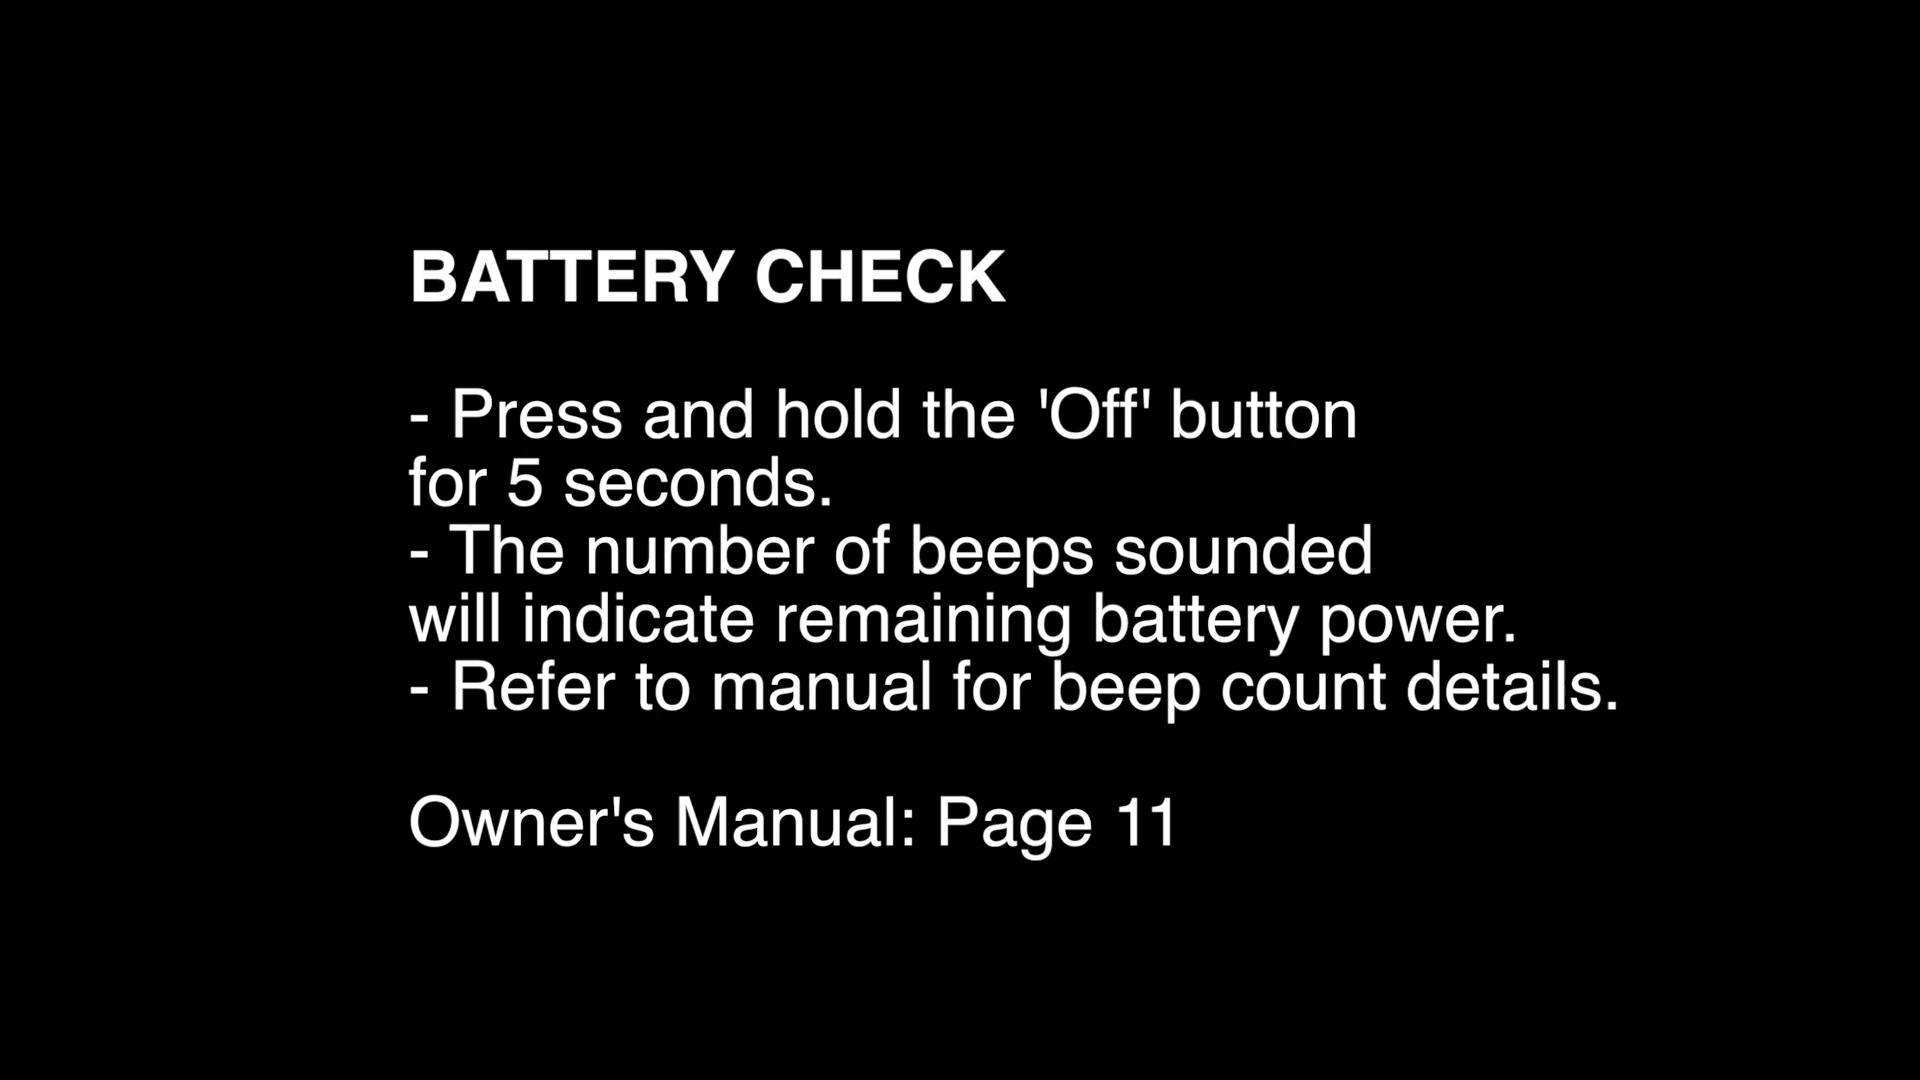 BATTERY CHECK
- Press and hold the 'Off' button
for 5 seconds.
- The number of beeps sounded
will indicate remaining battery power.
- Refer to manual for beep count details.
Owner's Manual: Page 11